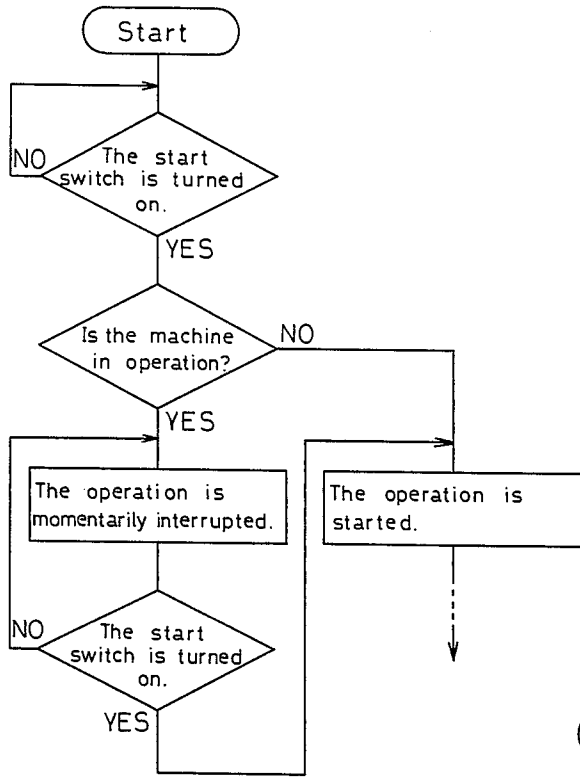 Start
NO
The start
switch is turned
on.
YES
Is the machine
in operation?
NO
YES
The operation is
momentarily interrupted.
The operation is
started.
NO
The start
switch is turned
on.
YES